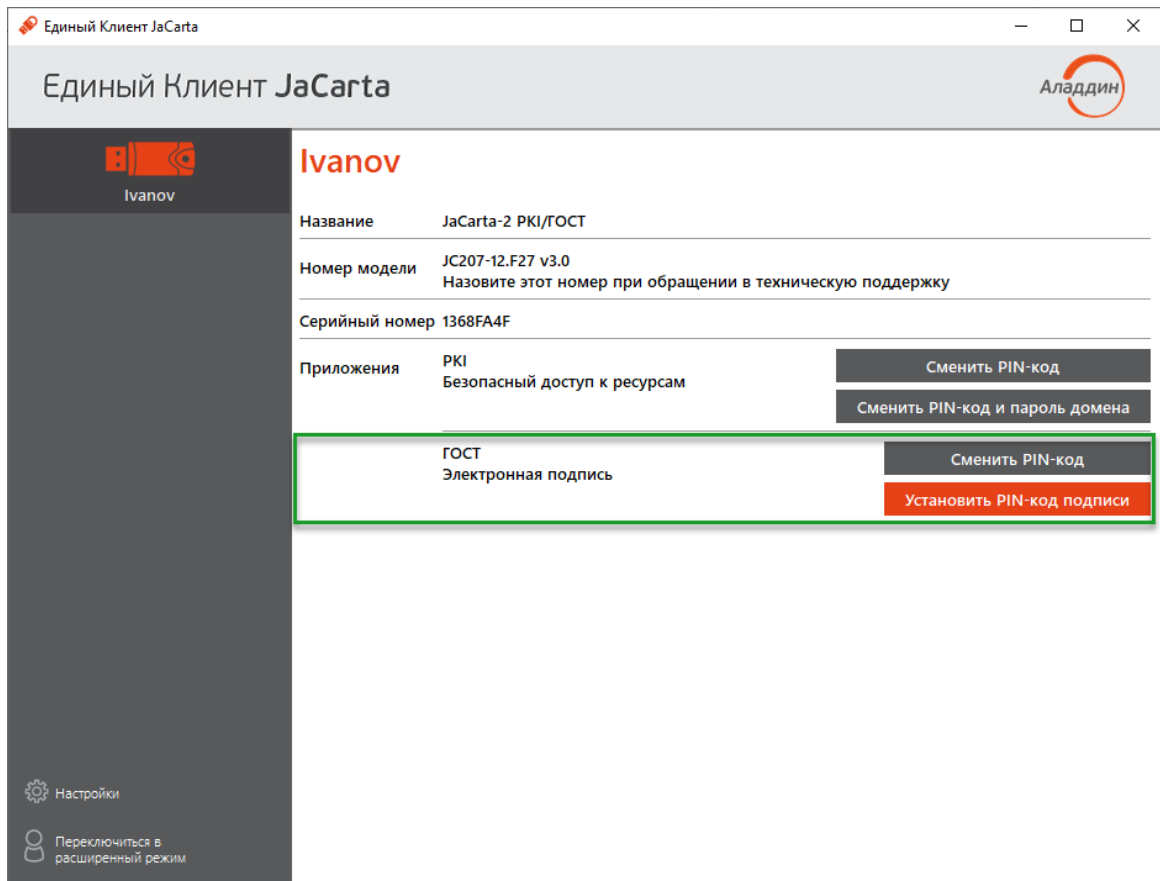 Единый Клиент JaCarta
Единый Клиент JaCarta
Аладдин
Ivanov
Ivanov
Название JaCarta-2 PKI/ГОСТ
Номер модели JC207-12.F27 v3.0
Назовите этот номер при обращении в техническую поддержку
Серийный номер 1368FA4F
Приложения PKI
Безопасный доступ к ресурсам
Сменить PIN-код
Сменить PIN-код и пароль домена
ГОСТ
Электронная подпись
Сменить PIN-код
Установить PIN-код подписи
Настройки
Переключиться в
расширенный режим